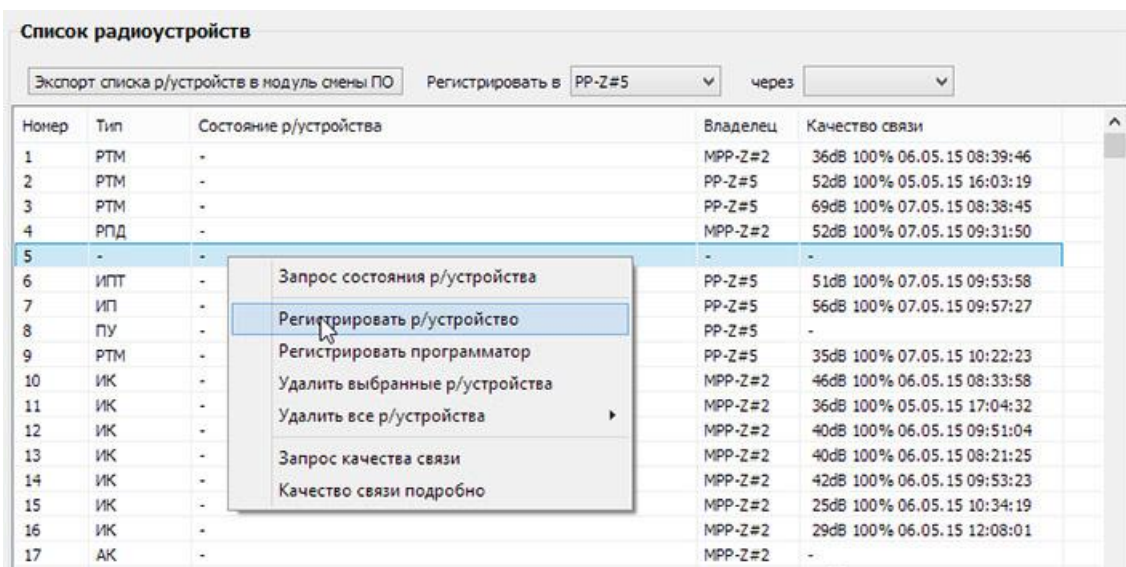 Список радиоустройств
Экспорт списка р/устройств в модуль смены ПО Регистрировать в PP-Z#5 через
Номер Тип Состояние р/устройства Владелец Качество связи
1 РТМ - MPP-Z#2 36dB 100% 06.05.15 08:39:46
2 РТМ - PP-Z#5 52dB 100% 05.05.15 16:03:19
3 РТМ - PP-Z#5 69dB 100% 07.05.15 08:38:45
4 РПД - MPP-Z#2 52dB 100% 07.05.15 09:31:50
5 - - - -
Запрос состояния р/устройства
6 ИПТ - PP-Z#5 51dB 100% 07.05.15 09:53:58
7 ИП - PP-Z#5 56dB 100% 07.05.15 09:57:27
Регистрировать р/устройство
8 ПУ - PP-Z#5 -
Регистрировать программатор
9 РТМ - PP-Z#5 35dB 100% 07.05.15 10:22:23
Удалить выбранные р/устройства
10 ИК - MPP-Z#2 46dB 100% 06.05.15 08:33:58
Удалить все р/устройства
11 ИК - MPP-Z#2 36dB 100% 05.05.15 17:04:32
12 ИК - MPP-Z#2 40dB 100% 06.05.15 09:51:04
Запрос качества связи
13 ИК - MPP-Z#2 40dB 100% 06.05.15 08:21:25
14 ИК - MPP-Z#2 42dB 100% 06.05.15 09:53:23
Качество связи подробно
15 ИК - MPP-Z#2 25dB 100% 06.05.15 10:34:19
16 ИК - MPP-Z#2 29dB 100% 06.05.15 12:08:01
17 АК - MPP-Z#2 -